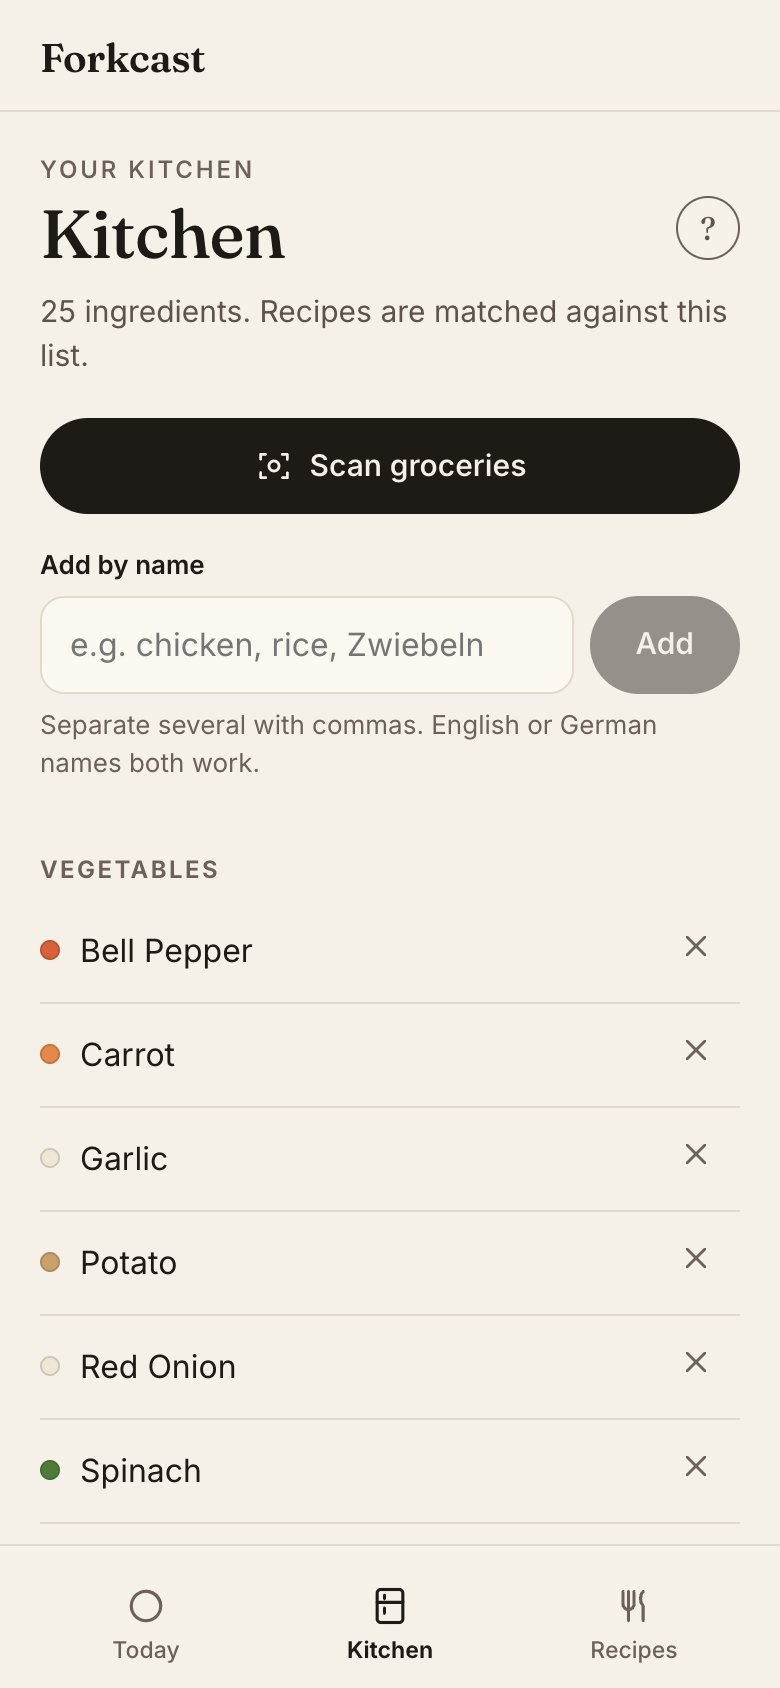 Forkcast
YOUR KITCHEN
Kitchen
?
25 ingredients. Recipes are matched against this
list.
Scan groceries
Add by name
e.g. chicken, rice, Zwiebeln
Add
Separate several with commas. English or German
names both work.
VEGETABLES
Bell Pepper
Carrot
Garlic
Potato
Red Onion
Spinach
Today
Kitchen
Recipes